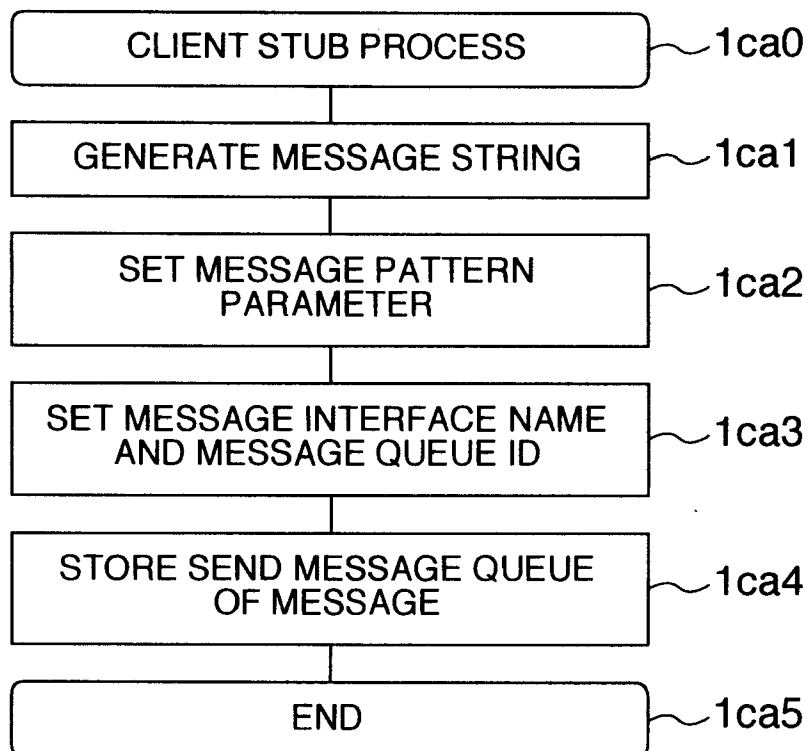 CLIENT STUB PROCESS
1ca0
GENERATE MESSAGE STRING
1ca1
SET MESSAGE PATTERN
PARAMETER
1ca2
SET MESSAGE INTERFACE NAME
AND MESSAGE QUEUE ID
1ca3
STORE SEND MESSAGE QUEUE
OF MESSAGE
1ca4
END
1ca5